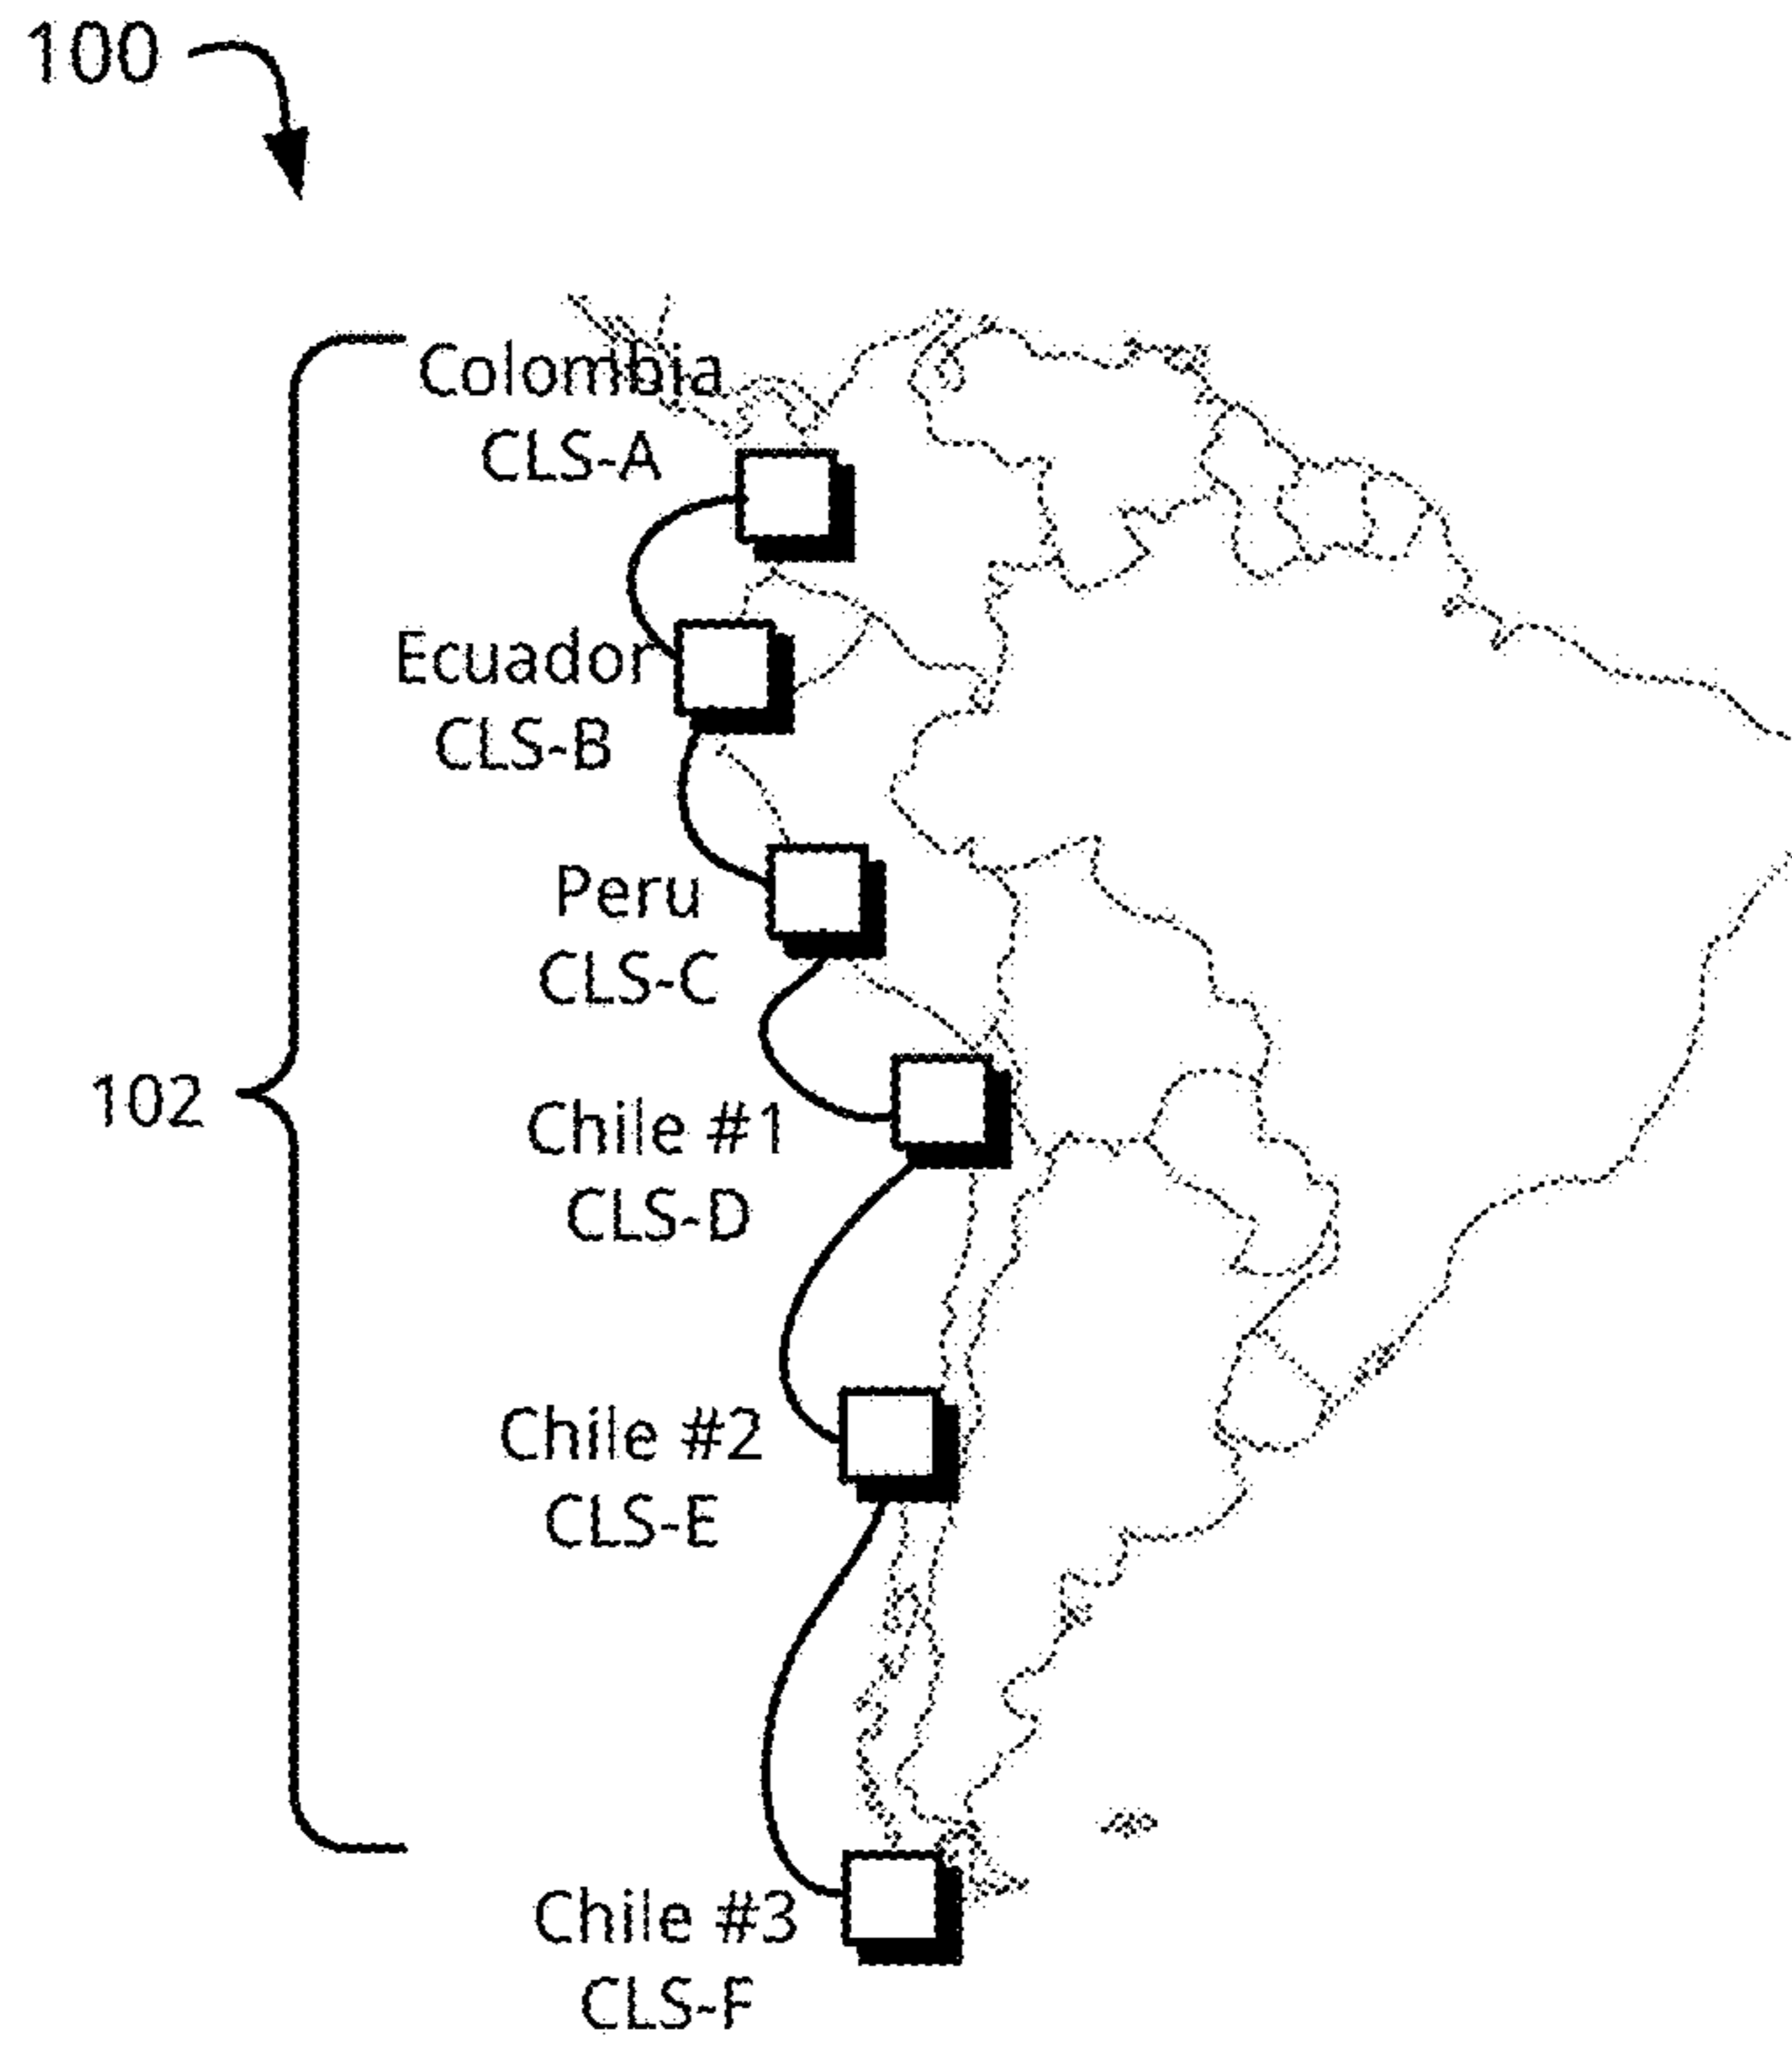 100
Colombia
CLS-A
Ecuador
CLS-B
Peru
CLS-C
102
Chile #1
CLS-D
Chile #2
CLS-E
Chile #3
CLS-F